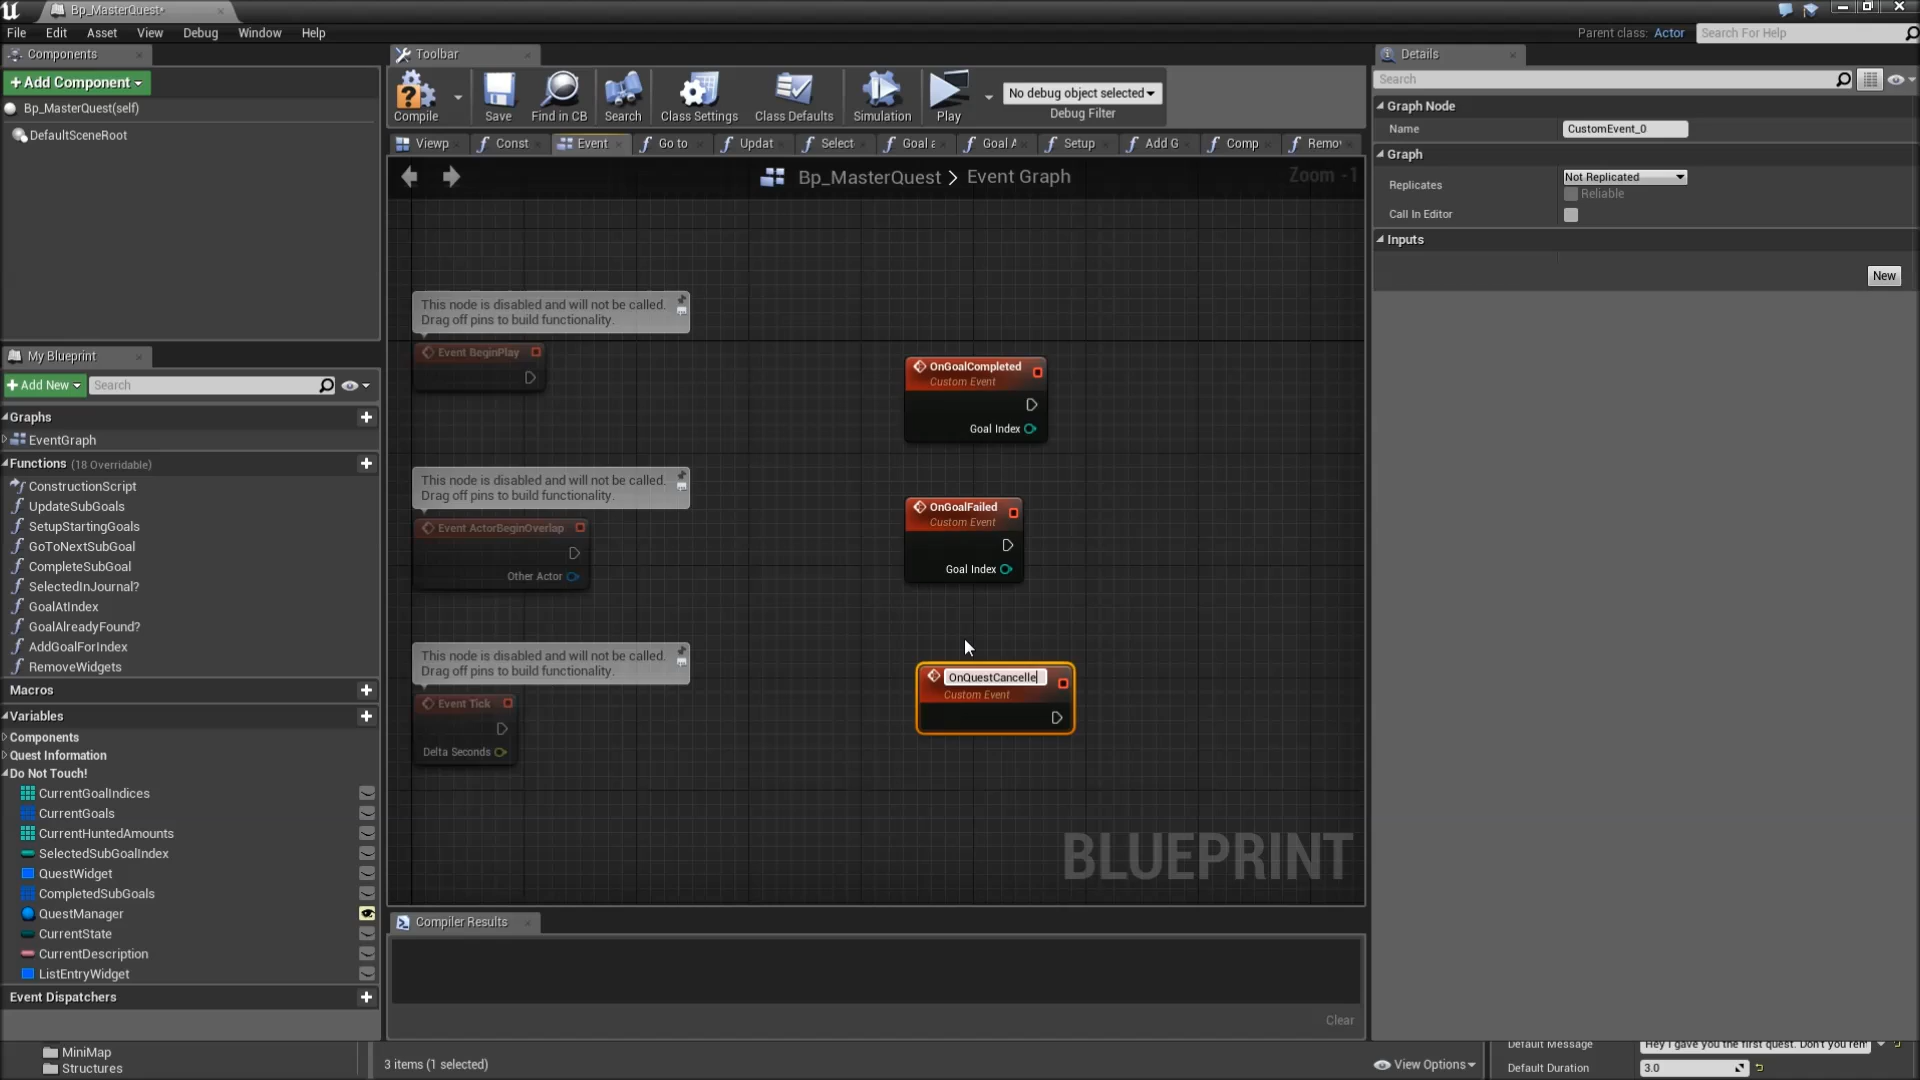 Bp_MasterQuest*
File Edit Asset View Debug Window Help
Parent class: Actor
Search For Help
Components
+Add Component
Bp_MasterQuest(self)
DefaultSceneRoot
My Blueprint
+Add New
Search
Graphs
EventGraph
Functions (18 Overridable)
ConstructionScript
UpdateSubGoals
SetupStartingGoals
GoToNextSubGoal
CompleteSubGoal
SelectedInJournal?
GoalAtIndex
GoalAlreadyFound?
AddGoalForIndex
RemoveWidgets
Macros
Variables
Components
Quest Information
Do Not Touch!
CurrentGoalIndices
CurrentGoals
CurrentHuntedAmounts
SelectedSubGoalIndex
QuestWidget
CompletedSubGoals
QuestManager
CurrentState
CurrentDescription
ListEntryWidget
Event Dispatchers
MiniMap
Structures
Toolbar
Compile
Save
Find in CB
Search
Class Settings
Class Defaults
Simulation
Play
No debug object selected
Debug Filter
Viewp Const Event Go to Updat Select Goal Goal A Setup Add G Comp Remo
Bp_MasterQuest > Event Graph
Zoom -1
This node is disabled and will not be called.
Drag off pins to build functionality.
Event BeginPlay
This node is disabled and will not be called.
Drag off pins to build functionality.
Event ActorBeginOverlap
Other Actor
This node is disabled and will not be called.
Drag off pins to build functionality.
Event Tick
Delta Seconds
OnGoalCompleted
Custom Event
Goal Index
OnGoalFailed
Custom Event
Goal Index
OnQuestCancelle
Custom Event
BLUEPRINT
Compiler Results
Clear
3 items (1 selected)
View Options
Details
Search
Graph Node
Name
CustomEvent_0
Graph
Replicates
Not Replicated
Reliable
Call In Editor
Inputs
New
Default Message
Hey I gave you the first quest. Don't you
Default Duration
3.0